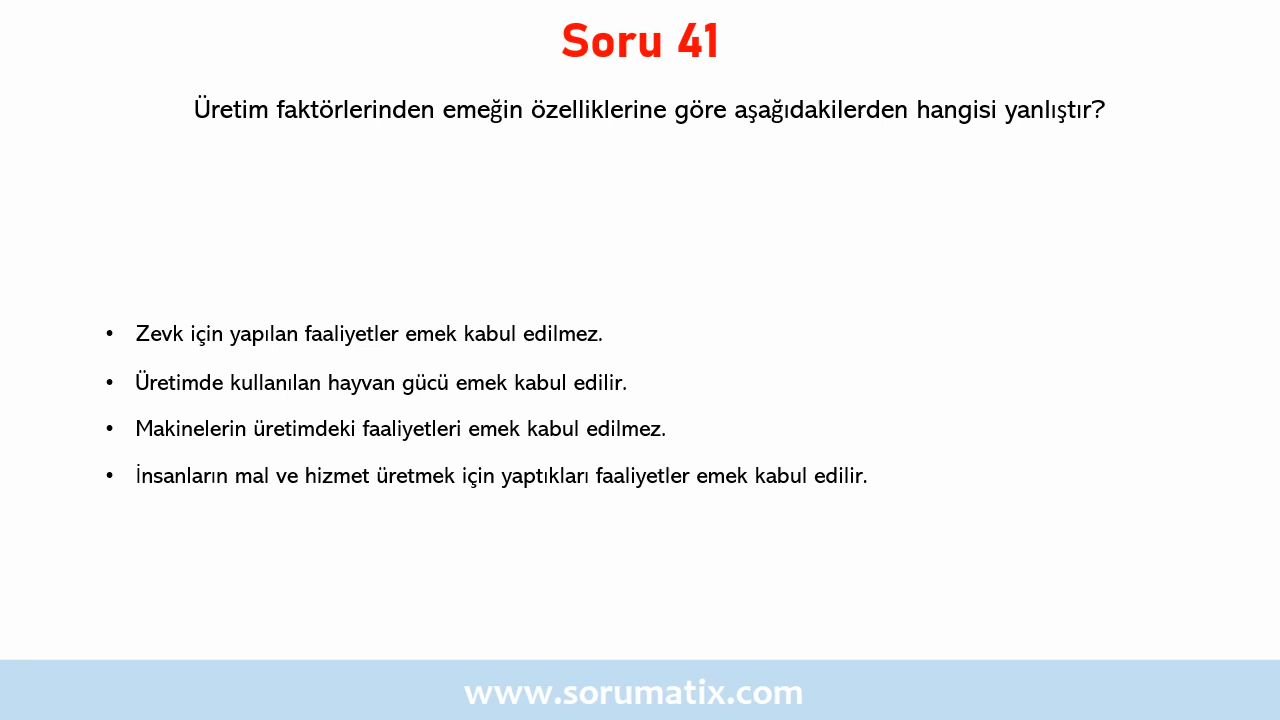 Soru 41
Üretim faktörlerinden emeğin özelliklerine göre aşağıdakilerden hangisi yanlıştır?
• Zevk için yapılan faaliyetler emek kabul edilmez.
• Üretimde kullanılan hayvan gücü emek kabul edilir.
• Makinelerin üretimdeki faaliyetleri emek kabul edilmez.
• İnsanların mal ve hizmet üretmek için yaptıkları faaliyetler emek kabul edilir.
www.sorumatix.com